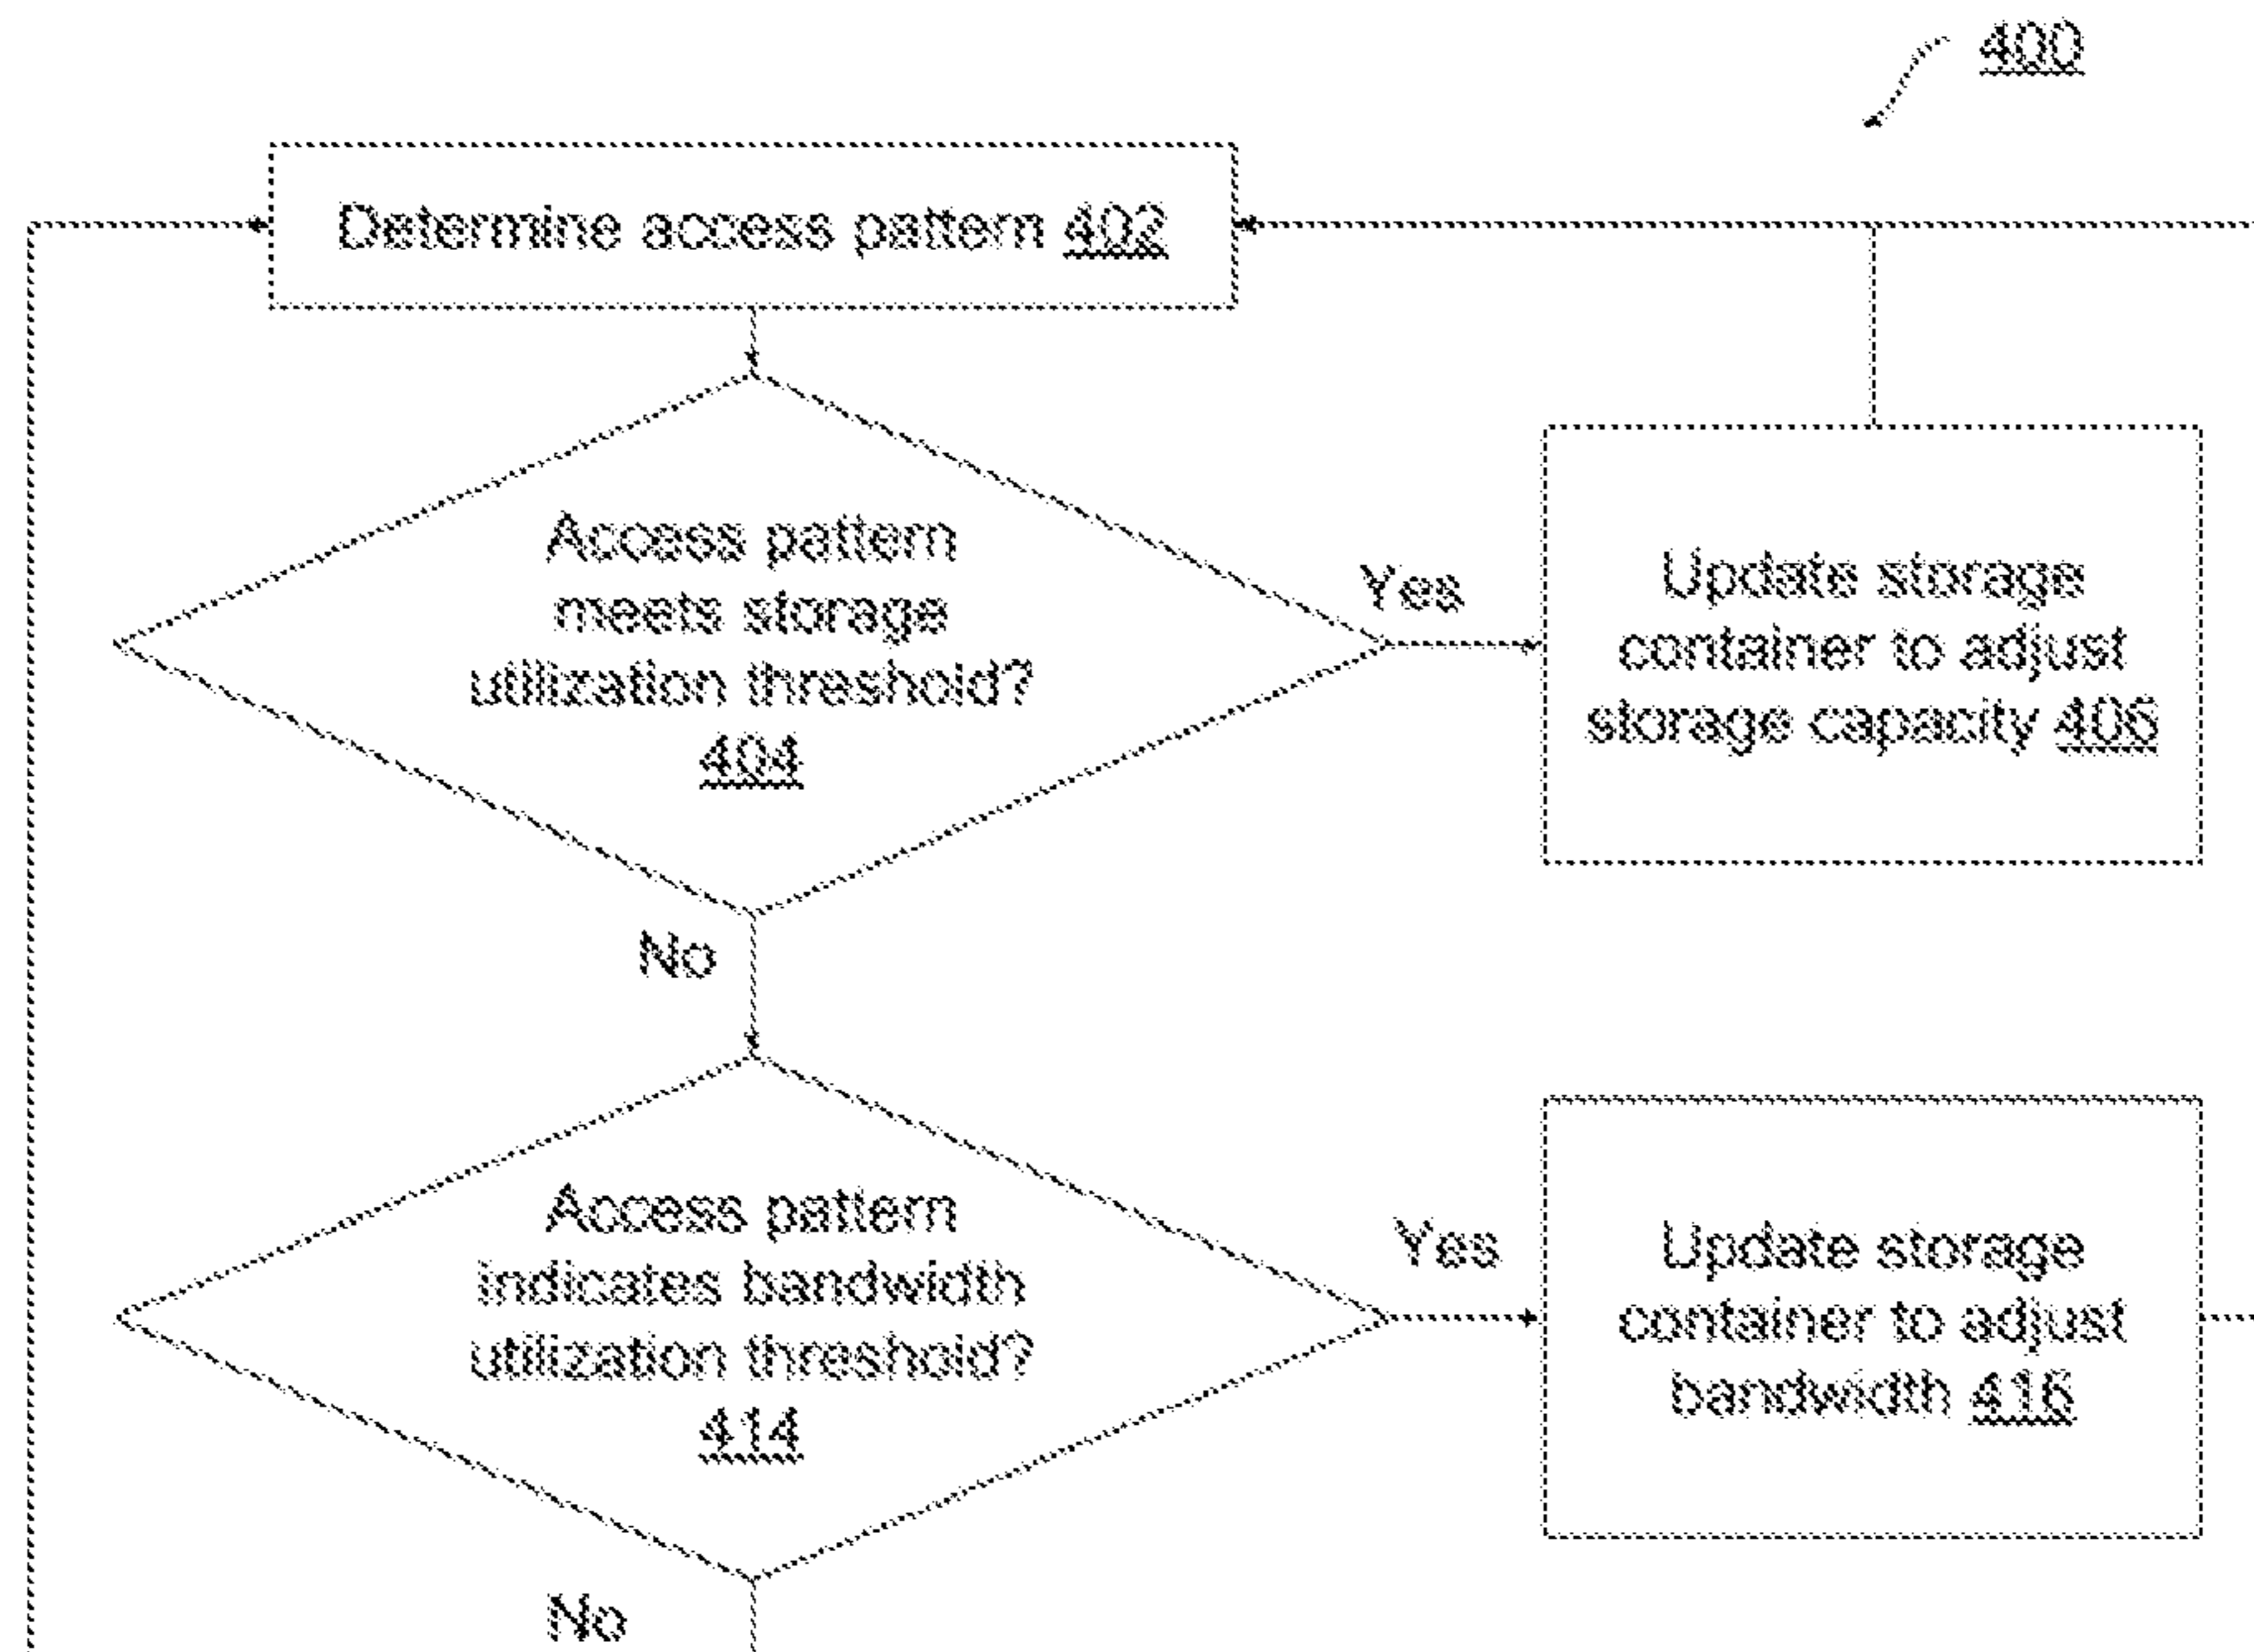 400
Determine access pattern 402
Access pattern
meets storage
utilization threshold?
404
Yes
Update storage
container to adjust
storage capacity 406
No
Access pattern
indicates bandwidth
utilization threshold?
414
Yes
Update storage
container to adjust
bandwidth 416
No